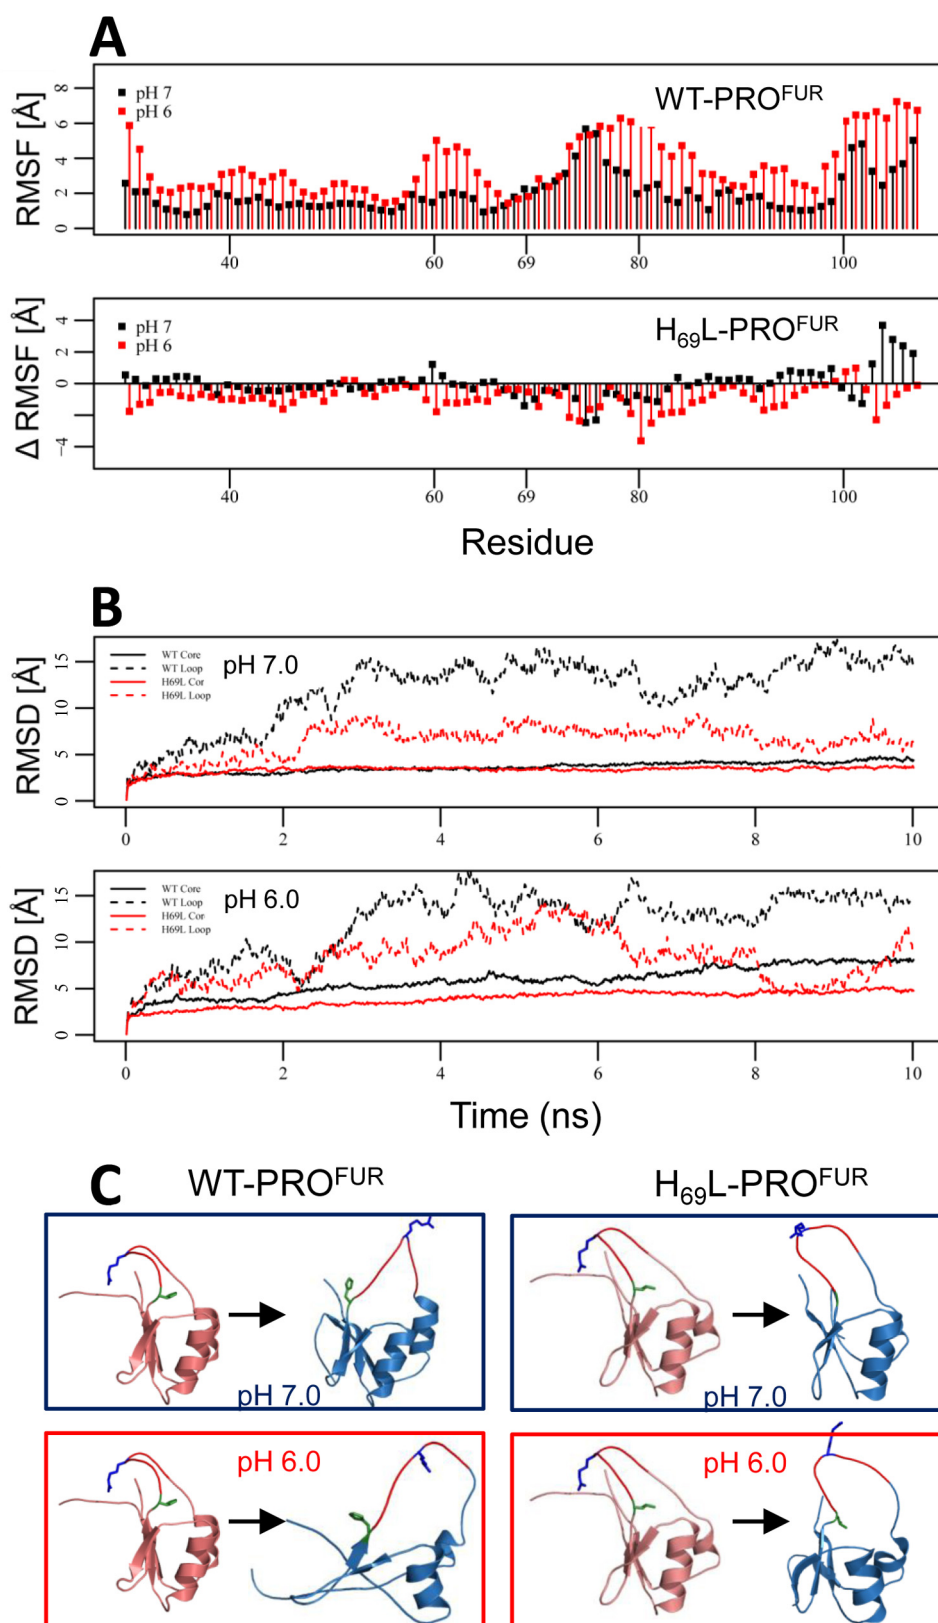 A
RMSF [Å]
8
6
4
2
0
pH 7
pH 6
WT-PROFUR
40 60 69 80 100
Δ RMSF [Å]
4
2
0
−4
pH 7
pH 6
H69L-PROFUR
40 60 69 80 100
Residue
B
RMSD [Å]
15
10
5
0
WT Core
WT Loop
H69L Cor
H69L Loop
pH 7.0
0 2 4 6 8 10
RMSD [Å]
15
10
5
0
WT Core
WT Loop
H69L Cor
H69L Loop
pH 6.0
0 2 4 6 8 10
Time (ns)
C
WT-PROFUR H69L-PROFUR
pH 7.0 pH 7.0
pH 6.0 pH 6.0